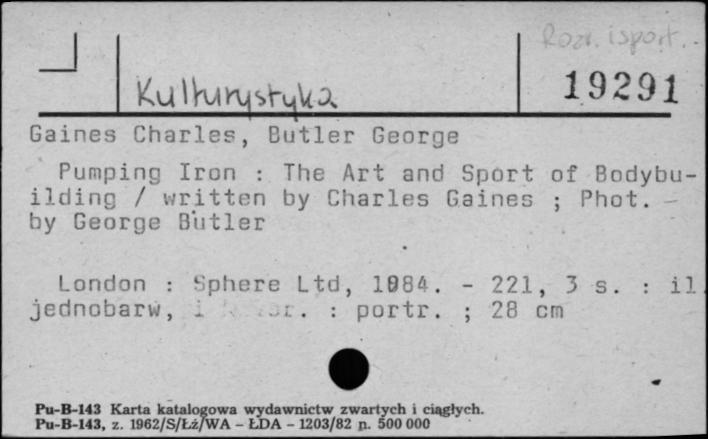 Rozr. i sport.
Kulturystyka
19291
Gaines Charles, Butler George
Pumping Iron : The Art and Sport of Bodybu-
ilding / written by Charles Gaines ; Phot. -
by George Butler
London : Sphere Ltd, 1984. - 221, 3 s. : il.
jednobarw, i : portr. ; 28 cm
Pu-B-143 Karta katalogowa wydawnictw zwartych i ciągłych.
Pu-B-143, z. 1962/S/Łż/WA - ŁDA - 1203/82 n. 500 000